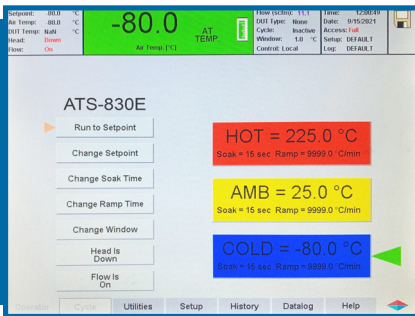 Setpoint: -80.0 °C
Air Temp: -80.0 °C
DUT Temp: NaN °C
Head: Down
Flow: On
-80.0
AT
TEMP.
Air Temp. [°C]
Flow (scfm): 11.1
DUT Type: None
Cycle: Inactive
Window: 1.0 °C
Control: Local
Time: 12:00:49
Date: 9/15/2021
Access: Full
Setup: DEFAULT
Log: DEFAULT
ATS-830E
Run to Setpoint
Change Setpoint
Change Soak Time
Change Ramp Time
Change Window
Head Is
Down
Flow Is
On
HOT = 225.0 °C
Soak = 15 sec Ramp = 9999.0 °C/min
AMB = 25.0 °C
Soak = 15 sec Ramp = 9999.0 °C/min
COLD = -80.0 °C
Soak = 15 sec Ramp = 9999.0 °C/min
Operator Cycle Utilities Setup History Datalog Help